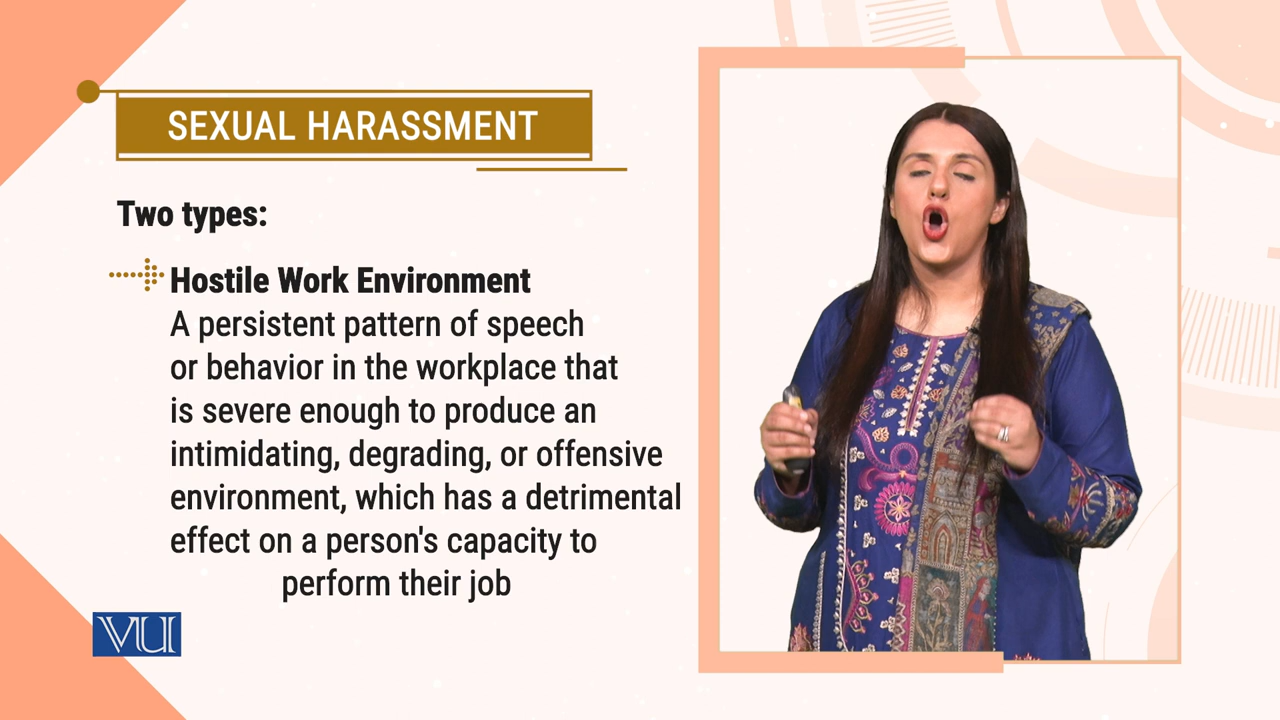 SEXUAL HARASSMENT
Two types:
Hostile Work Environment
A persistent pattern of speech
or behavior in the workplace that
is severe enough to produce an
intimidating, degrading, or offensive
environment, which has a detrimental
effect on a person's capacity to
perform their job
VU